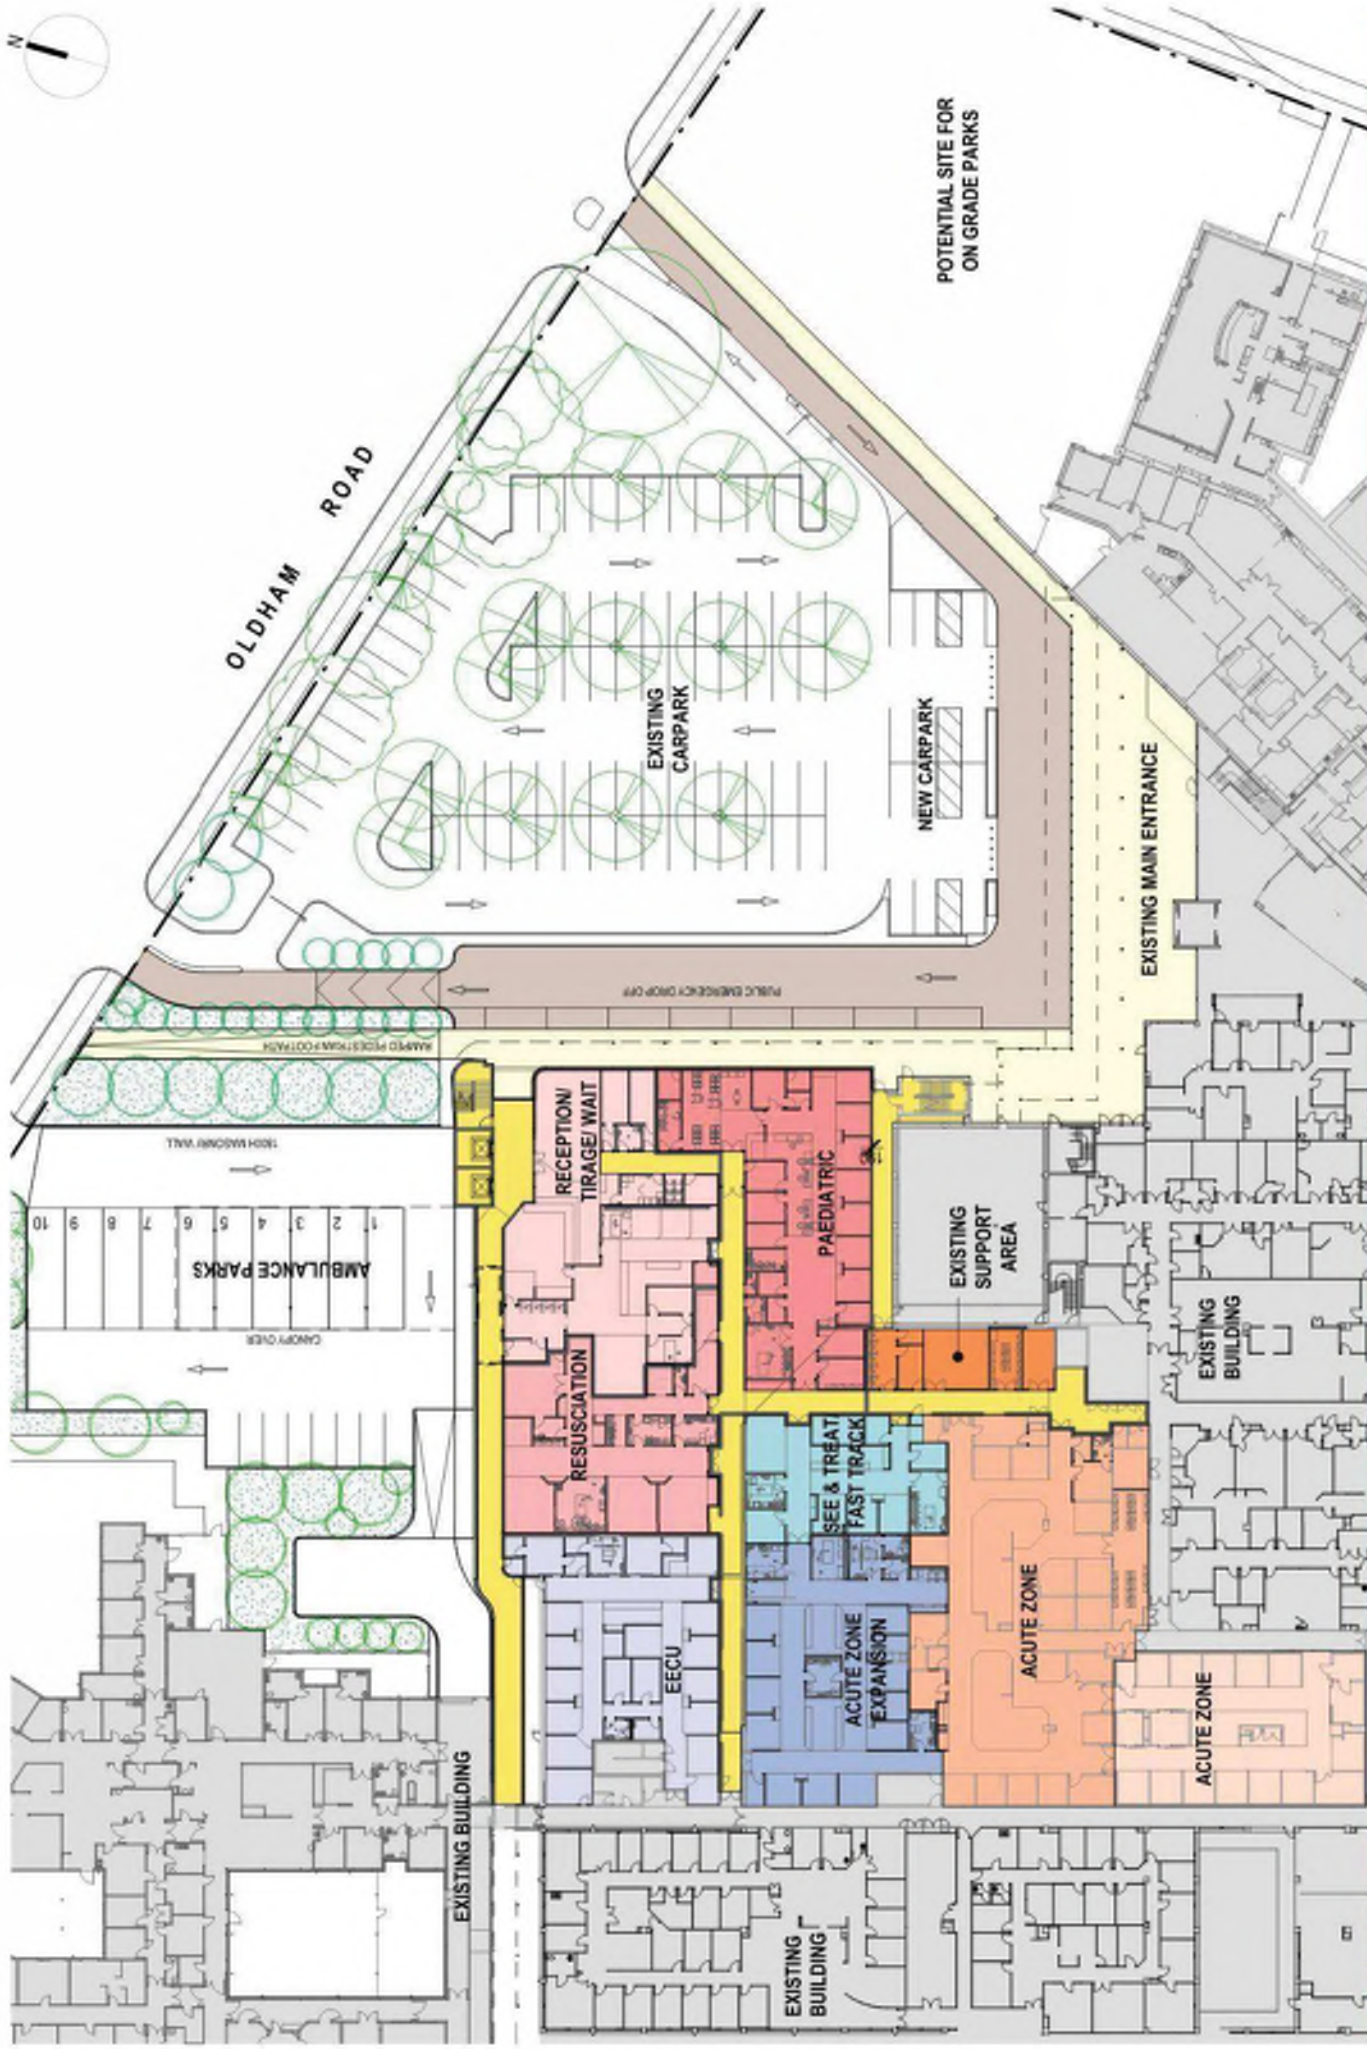 N
POTENTIAL SITE FOR
ON GRADE PARKS
OLDHAM ROAD
EXISTING
CARPARK
NEW CARPARK
EXISTING MAIN ENTRANCE
PUBLIC EMERGENCY DROP OFF
RAMPED PEDESTRIAN FOOTPATH
1800H MASONRY WALL
10 9 8 7 6 5 4 3 2 1
AMBULANCE PARKS
CANOPY OVER
RECEPTION/
TIRAGE/ WAIT
PAEDIATRIC
EXISTING
SUPPORT
AREA
EXISTING
BUILDING
RESUSCIATION
SEE & TREAT
FAST TRACK
ACUTE ZONE
EECU
ACUTE ZONE
EXPANSION
ACUTE ZONE
EXISTING BUILDING
EXISTING
BUILDING